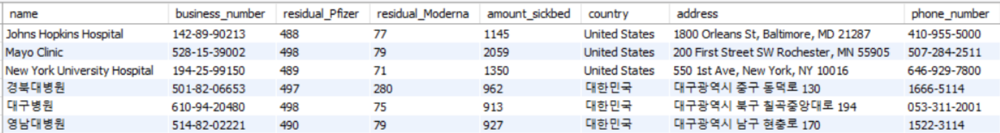 name business_number residual_Pfizer residual_Moderna amount_sickbed country address phone_number
Johns Hopkins Hospital 142-89-90213 488 77 1145 United States 1800 Orleans St, Baltimore, MD 21287 410-955-5000
Mayo Clinic 528-15-39002 498 79 2059 United States 200 First Street SW Rochester, MN 55905 507-284-2511
New York University Hospital 194-25-99150 489 71 1350 United States 550 1st Ave, New York, NY 10016 646-929-7800
경북대병원 501-82-06653 497 280 962 대한민국 대구광역시 중구 동덕로 130 1666-5114
대구병원 610-94-20480 498 75 913 대한민국 대구광역시 북구 칠곡중앙대로 194 053-311-2001
영남대병원 514-82-02221 490 79 927 대한민국 대구광역시 남구 현충로 170 1522-3114